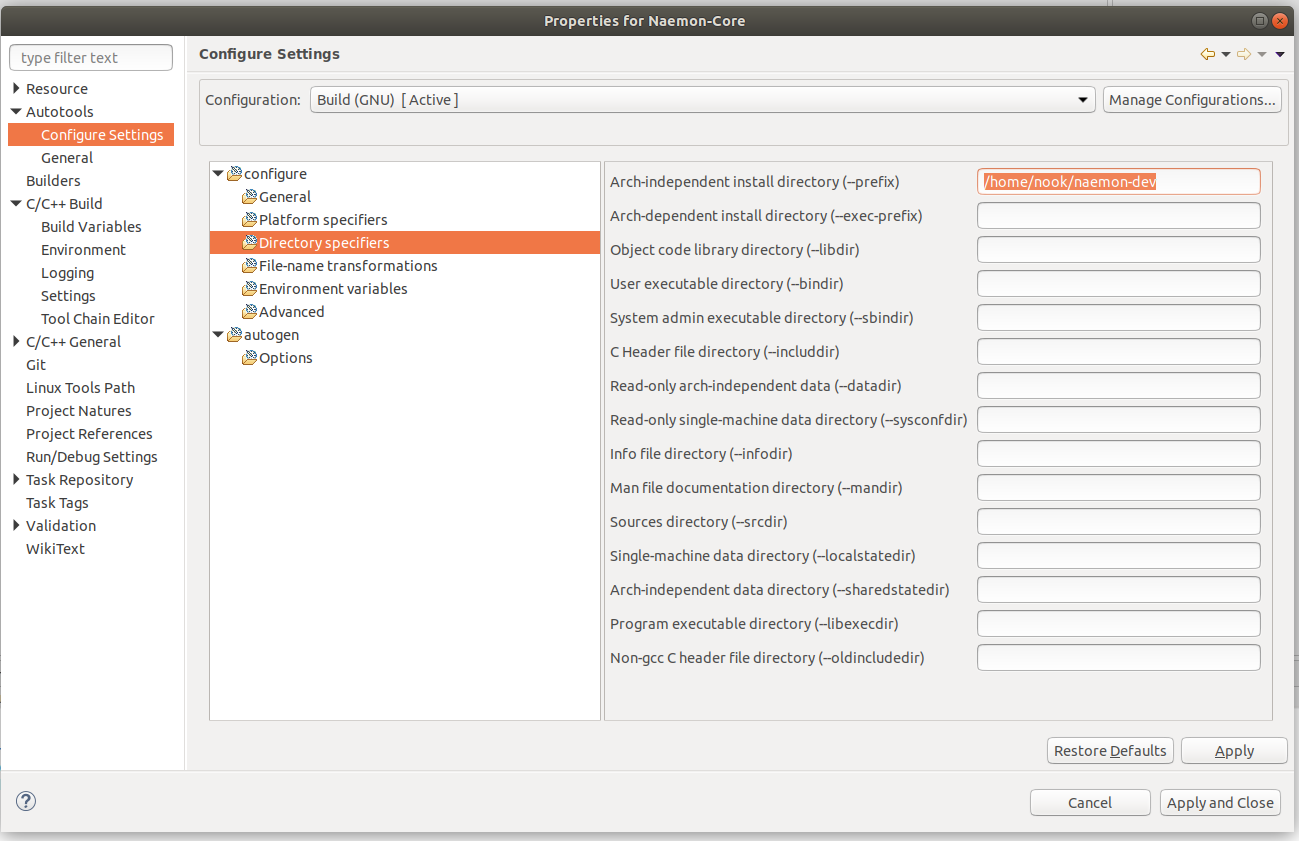 Properties for Naemon-Core
type filter text
Resource
Autotools
Configure Settings
General
Builders
C/C++ Build
Build Variables
Environment
Logging
Settings
Tool Chain Editor
C/C++ General
Git
Linux Tools Path
Project Natures
Project References
Run/Debug Settings
Task Repository
Task Tags
Validation
WikiText
Configure Settings
Configuration: Build (GNU) [ Active ] Manage Configurations...
configure
General
Platform specifiers
Directory specifiers
File-name transformations
Environment variables
Advanced
autogen
Options
Arch-independent install directory (--prefix) /home/nook/naemon-dev
Arch-dependent install directory (--exec-prefix)
Object code library directory (--libdir)
User executable directory (--bindir)
System admin executable directory (--sbindir)
C Header file directory (--includdir)
Read-only arch-independent data (--datadir)
Read-only single-machine data directory (--sysconfdir)
Info file directory (--infodir)
Man file documentation directory (--mandir)
Sources directory (--srcdir)
Single-machine data directory (--localstatedir)
Arch-independent data directory (--sharedstatedir)
Program executable directory (--libexecdir)
Non-gcc C header file directory (--oldincludedir)
Restore Defaults Apply
? Cancel Apply and Close